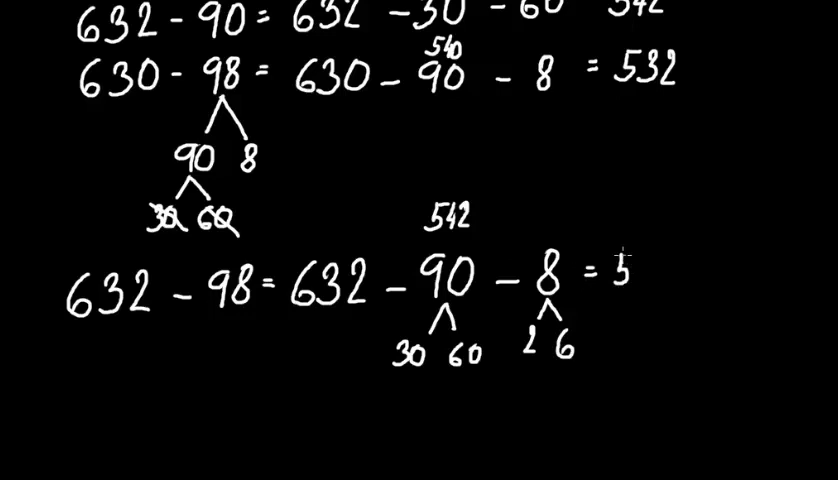 632 - 90 = 632 - 30 - 60 542
540
630 - 98 = 630 - 90 - 8 = 532
90 8
30 60
542
632 - 98 = 632 - 90 - 8 = 5
30 60 2 6